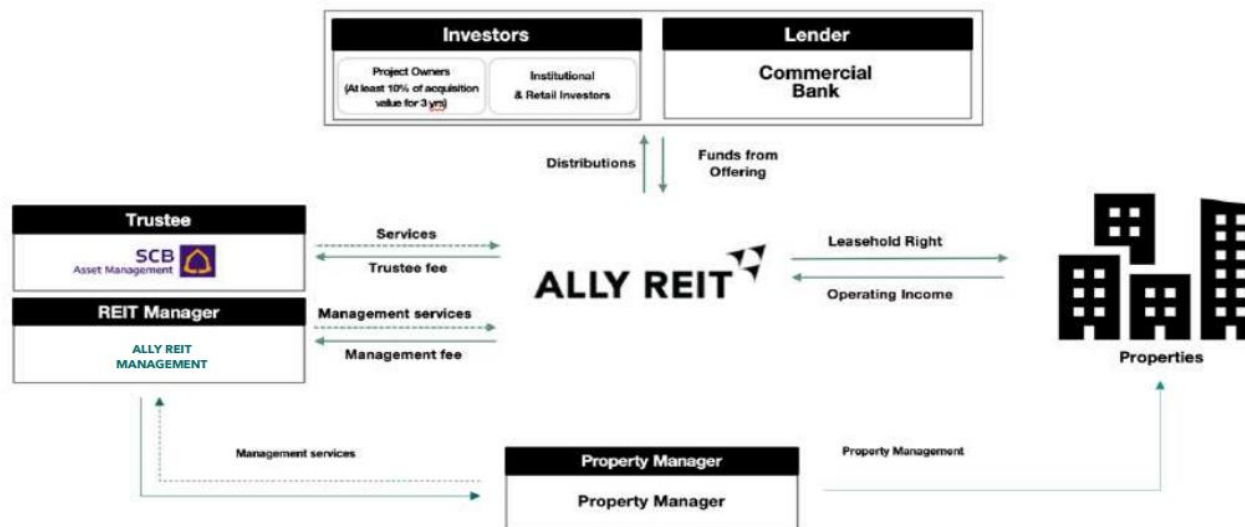 Investors
Project Owners
(At least 10% of acquisition
value for 3 yrs)
Institutional
& Retail Investors
Lender
Commercial
Bank
Distributions
Funds from
Offering
Trustee
SCB
Asset Management
Services
Trustee fee
REIT Manager
ALLY REIT
MANAGEMENT
Management services
Management fee
ALLY REIT
Leasehold Right
Operating Income
Properties
Management services
Property Manager
Property Manager
Property Management